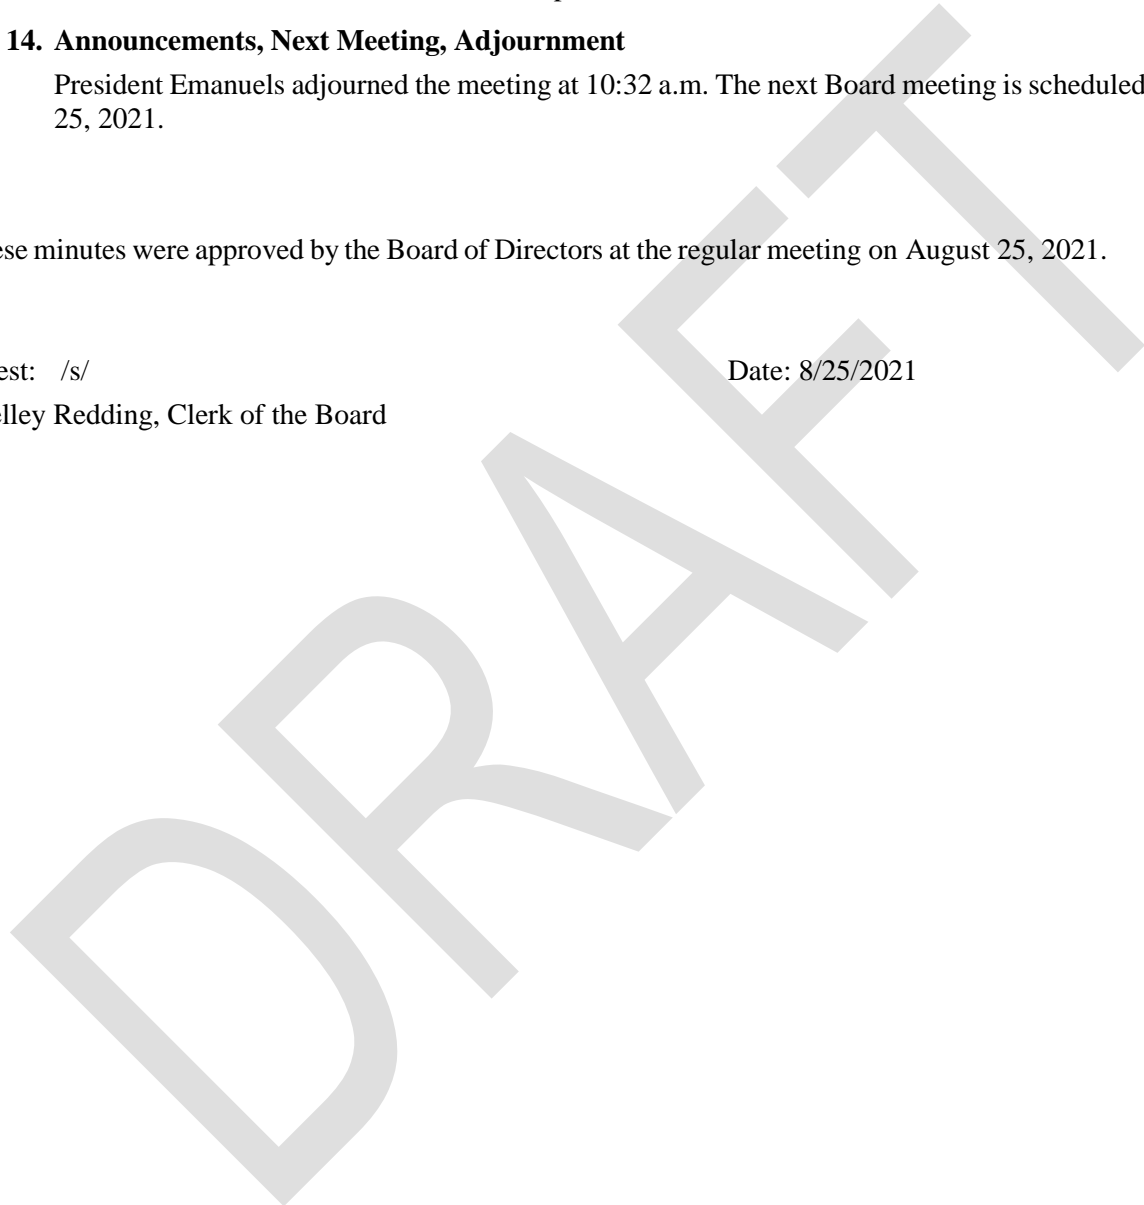 14. Announcements, Next Meeting, Adjournment
President Emanuels adjourned the meeting at 10:32 a.m. The next Board meeting is scheduled
25, 2021.
ese minutes were approved by the Board of Directors at the regular meeting on August 25, 2021.
est: /s/ Date: 8/25/2021
elley Redding, Clerk of the Board
DRAFT